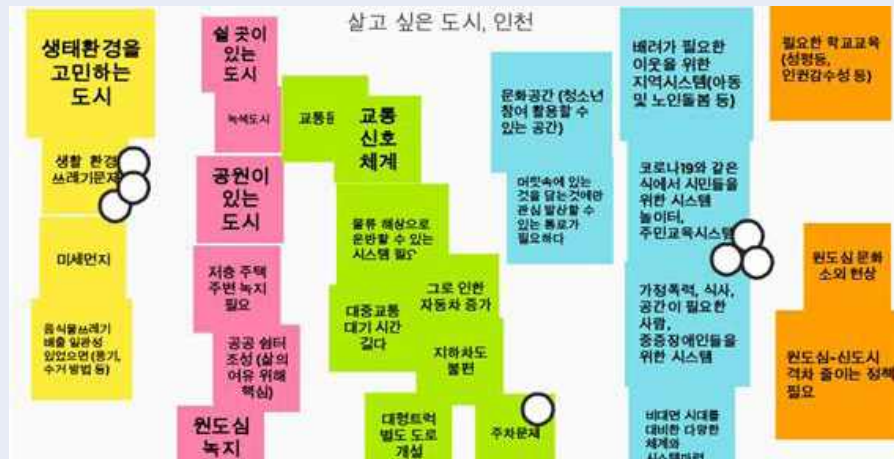 살고 싶은 도시, 인천
생태환경을
고민하는
도시
생활 환경
쓰레기문제
미세먼지
음식물쓰레기
배출 일관성
있었으면 (용기,
수거 방법 등)
쉴 곳이
있는
도시
녹색도시
공원이
있는
도시
저층 주택
주변 녹지
필요
공공 쉼터
조성 (삶의
여유 위해
핵심)
원도심
녹지
교통
교통
신호
체계
물류 해상으로
운반할 수 있는
시스템 필요
그로 인한
자동차 증가
대중교통
대기 시간
길다
지하차도
불편
대형트럭
별도 도로
개설
주차문제
문화공간 (청소년
참여 활용할 수
있는 공간)
머릿속에 있는
것을 담는것에만
관심 발산할 수
있는 통로가
필요하다
배려가 필요한
이웃을 위한
지역시스템(아동
및 노인돌봄 등)
코로나19와 같은
식에서 시민들을
위한 시스템
놀이터,
주민교육시스템
가정폭력, 식사,
공간이 필요한
사람,
중증장애인들을
위한 시스템
비대면 시대를
대비한 다양한
체계와
시스템마련
필요한 학교교육
(성평등,
인권감수성 등)
원도심 문화
소외 현상
원도심-신도시
격차 줄이는 정책
필요